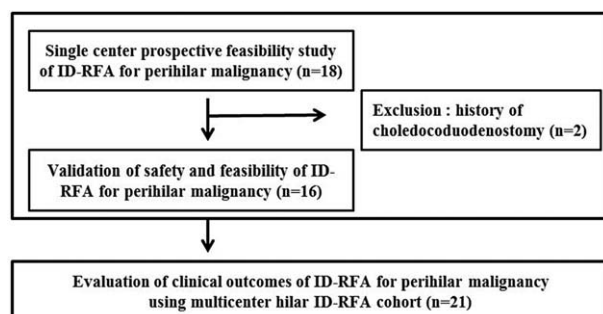 Single center prospective feasibility study
of ID-RFA for perihilar malignancy (n=18)
Exclusion : history of
choledocoduodenostomy (n=2)
Validation of safety and feasibility of ID-
RFA for perihilar malignancy (n=16)
Evaluation of clinical outcomes of ID-RFA for perihilar malignancy
using multicenter hilar ID-RFA cohort (n=21)